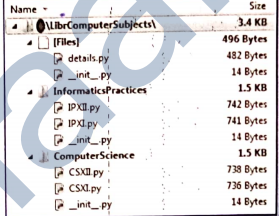 Name Size
\LibrComputerSubjects\ 3.4 KB
[Files] 496 Bytes
details.py 482 Bytes
__init__.py 14 Bytes
InformaticsPractices 1.5 KB
IPXII.py 742 Bytes
IPXI.py 741 Bytes
__init__.py 14 Bytes
ComputerScience 1.5 KB
CSXII.py 738 Bytes
CSXI.py 736 Bytes
__init__.py 14 Bytes